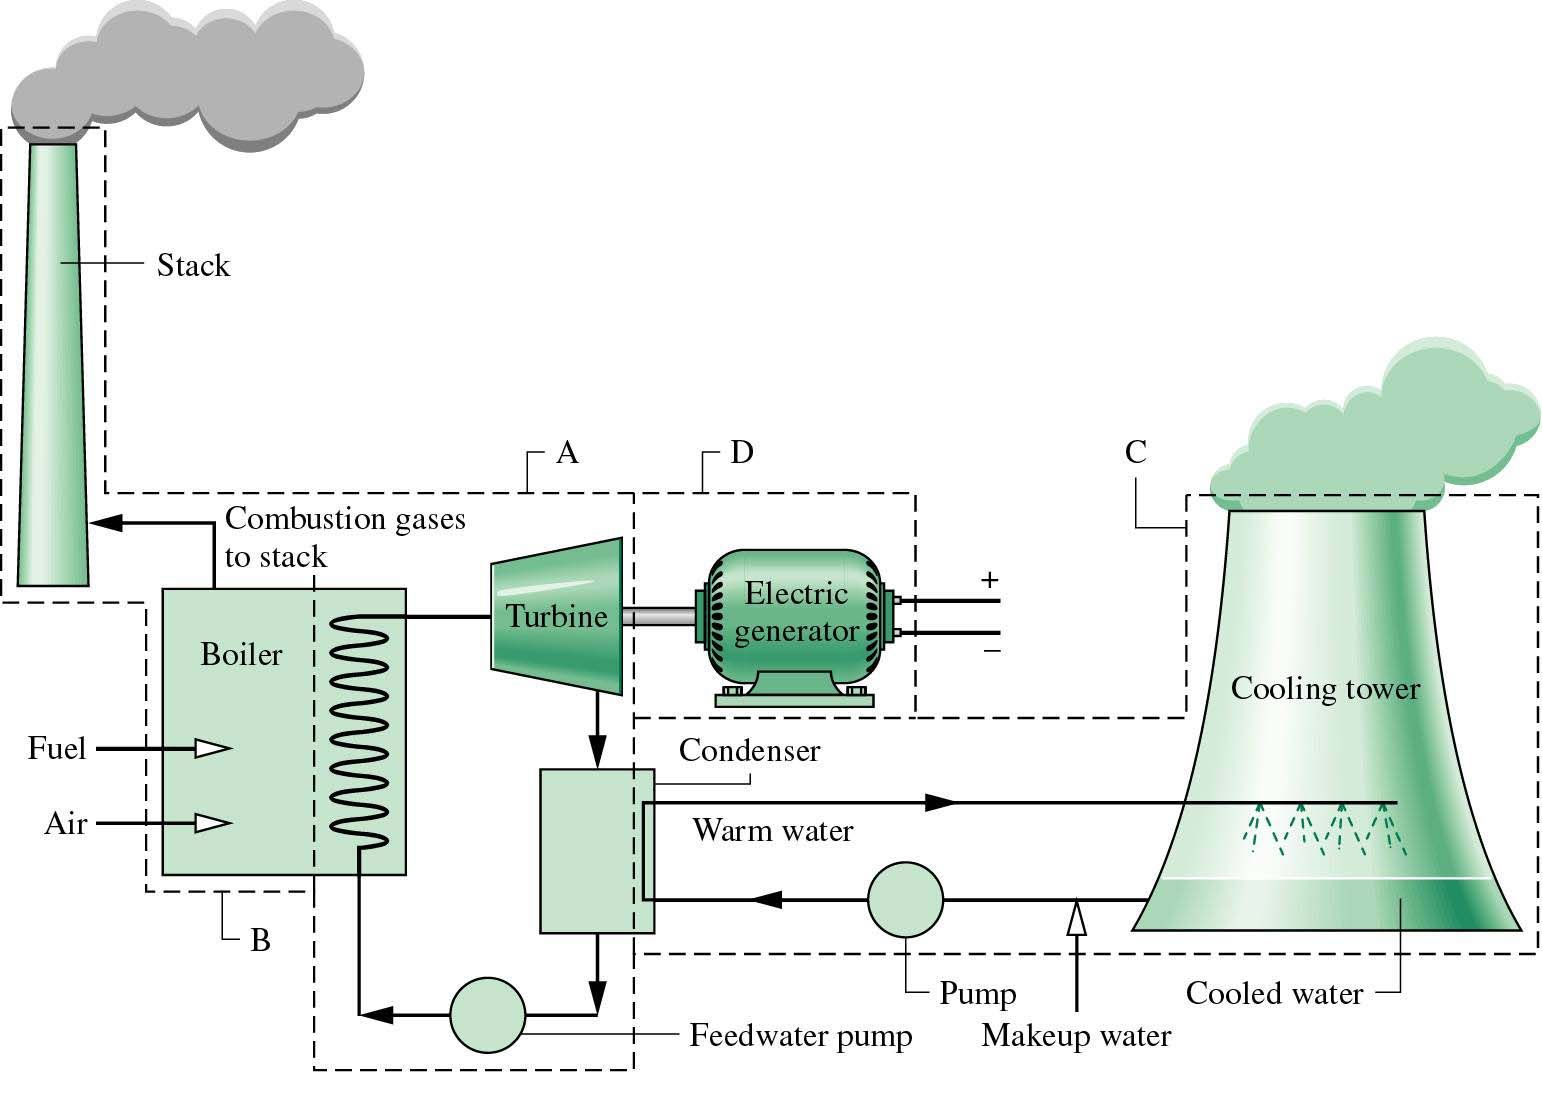 Stack
A
D
C
Combustion gases
to stack
Electric
generator
+
−
Turbine
Boiler
Cooling tower
Fuel
Condenser
Air
Warm water
B
Pump
Cooled water
Feedwater pump
Makeup water